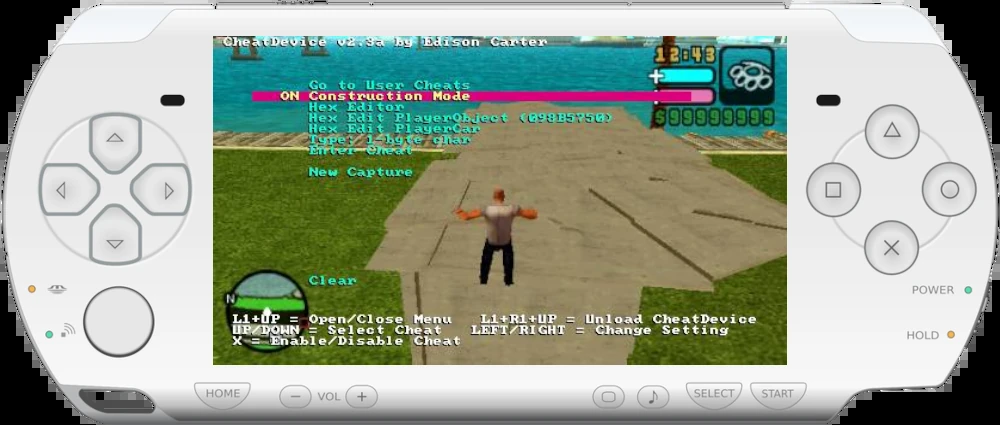 CheatDevice v2.3a by Edison Carter
12:43
Go to User Cheats
ON Construction Mode
Hex Editor
Hex Edit PlayerObject (098B5750)
$99999999
Hex Edit PlayerCar
Type: 1-byte char
Enter Cheat
New Capture
Clear
N
L1+UP = Open/Close Menu L1+R1+UP = Unload CheatDevice
UP/DOWN = Select Cheat LEFT/RIGHT = Change Setting
X = Enable/Disable Cheat
POWER
HOLD
HOME
VOL
SELECT
START